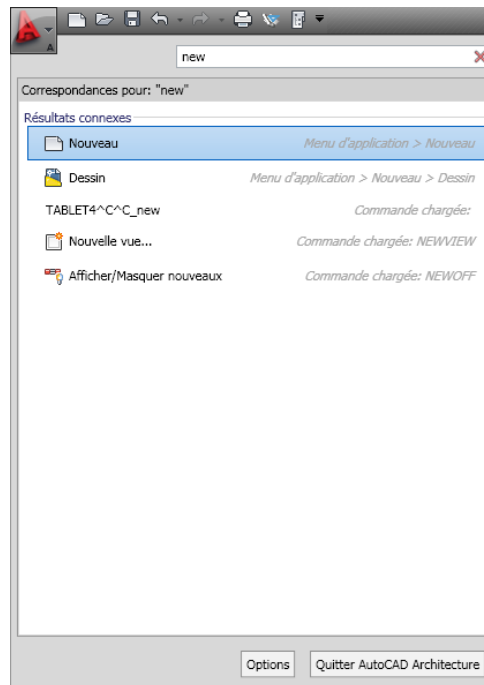 A
new
Correspondances pour: "new"
Résultats connexes
Nouveau Menu d'application > Nouveau
Dessin Menu d'application > Nouveau > Dessin
TABLET4^C^C_new Commande chargée:
Nouvelle vue... Commande chargée: NEWVIEW
Afficher/Masquer nouveaux Commande chargée: NEWOFF
Options Quitter AutoCAD Architecture